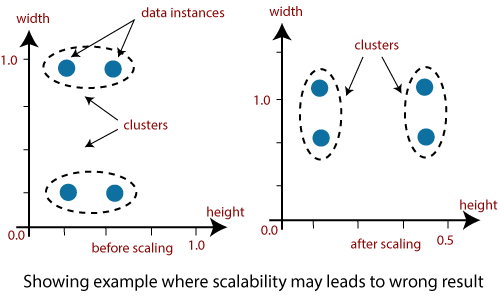 width
data instances
1.0
clusters
0.0
before scaling
1.0
height
width
clusters
1.0
0.0
after scaling
0.5
height
Showing example where scalability may leads to wrong result